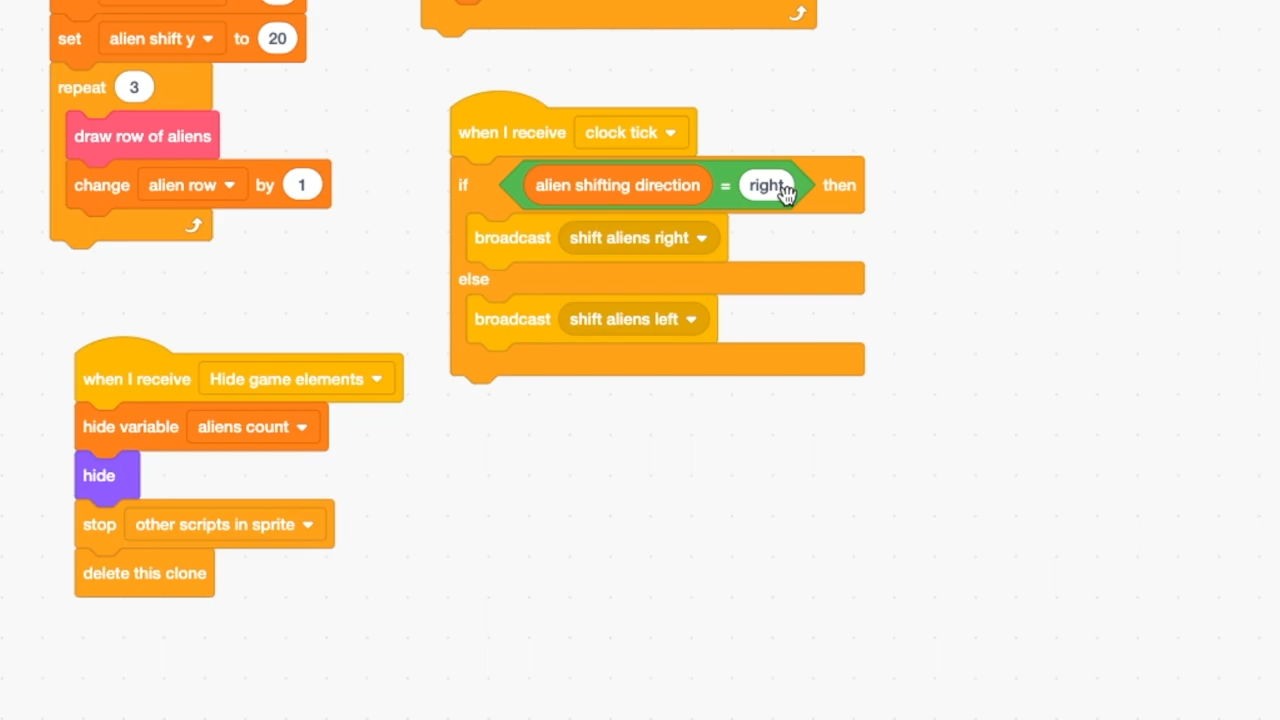 set alien shift y to 20
repeat 3
draw row of aliens
change alien row by 1
when I receive clock tick
if alien shifting direction = right then
broadcast shift aliens right
else
broadcast shift aliens left
when I receive Hide game elements
hide variable aliens count
hide
stop other scripts in sprite
delete this clone